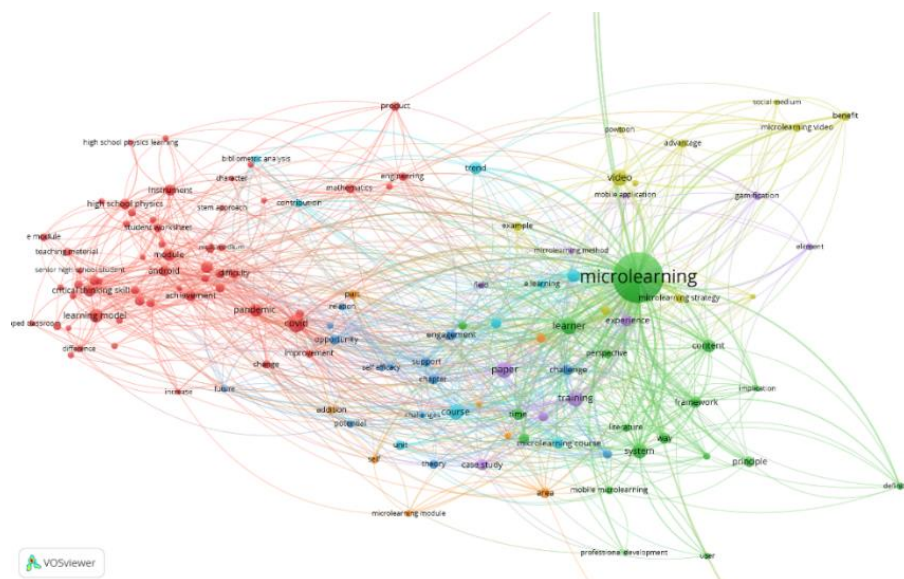 social medium
benefit
product
powtoon
microlearning video
high school physics learning
advantage
bibliometric analysis
trend
character
engineering
video
instrument
mathematics
mobile application
gamification
high school physics
stem approach
contribution
student worksheet
example
e module
module
microlearning method
element
teaching material
senior high school student
android
difficulty
microlearning
field
critical thinking skill
achievement
part
microlearning strategy
learning model
pandemic
reason
covid
learner
experience
opportunity
engagement
difference
improvement
perspective
content
change
support
self efficacy
paper
challenge
chapter
increase
future
implication
training
framework
addition
challenges
course
time
potential
literature
unit
microlearning course
way
system
self
theory
case study
principle
area
mobile microlearning
microlearning module
professional development
user
VOSviewer